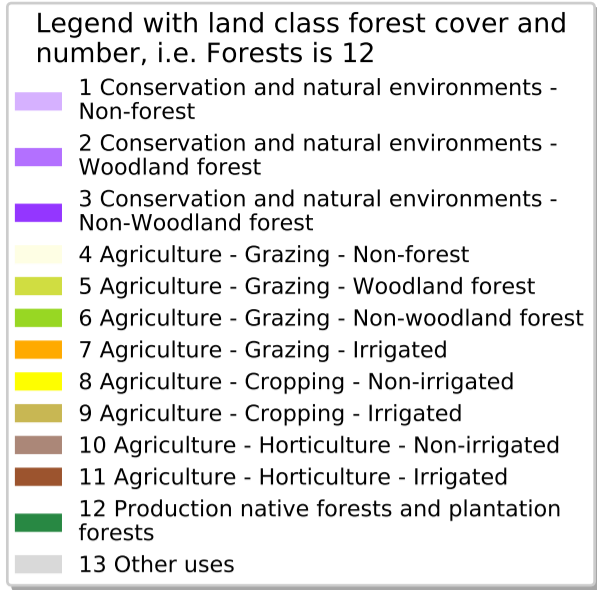 Legend with land class forest cover and
number, i.e. Forests is 12
1 Conservation and natural environments -
Non-forest
2 Conservation and natural environments -
Woodland forest
3 Conservation and natural environments -
Non-Woodland forest
4 Agriculture - Grazing - Non-forest
5 Agriculture - Grazing - Woodland forest
6 Agriculture - Grazing - Non-woodland forest
7 Agriculture - Grazing - Irrigated
8 Agriculture - Cropping - Non-irrigated
9 Agriculture - Cropping - Irrigated
10 Agriculture - Horticulture - Non-irrigated
11 Agriculture - Horticulture - Irrigated
12 Production native forests and plantation
forests
13 Other uses